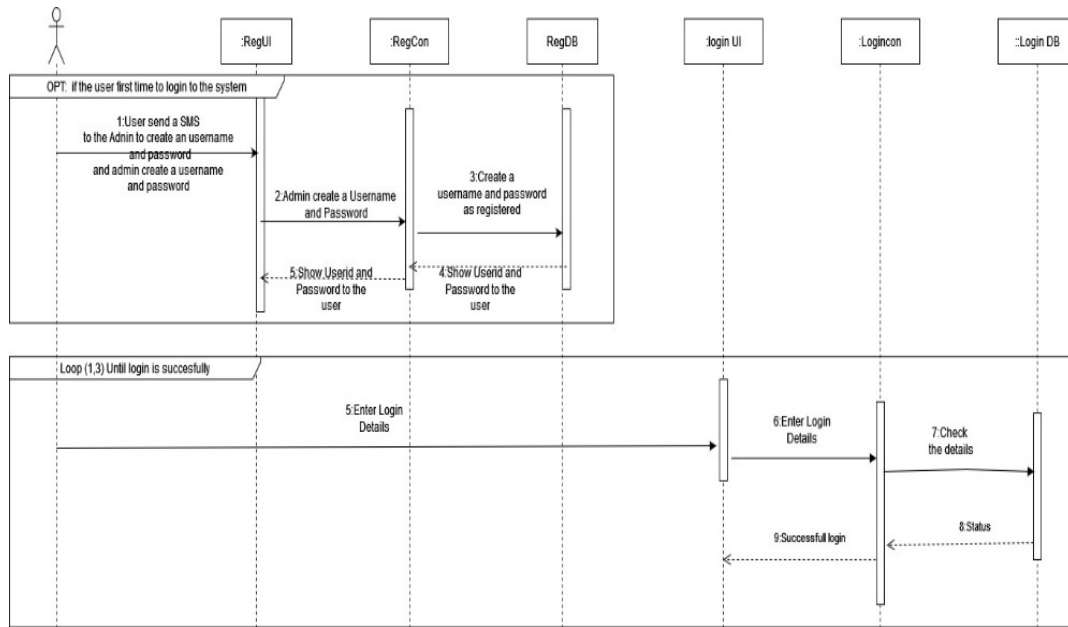 :RegUI
:RegCon
RegDB
:login UI
:Logincon
::Login DB
OPT: if the user first time to login to the system
1:User send a SMS
to the Admin to create an username
and password
and admin create a username
and password
2:Admin create a Username
and Password
3:Create a
username and password
as registered
4:Show Userid and
Password to the
user
5:Show Userid and
Password to the
user
Loop (1,3) Until login is succesfully
5:Enter Login
Details
6:Enter Login
Details
7:Check
the details
8:Status
9:Successfull login